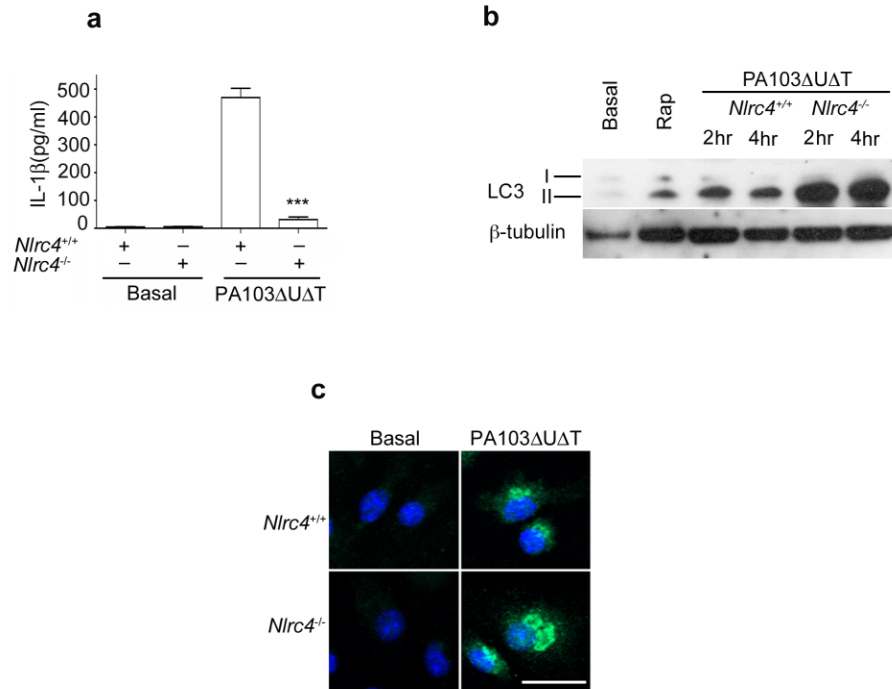 a
IL-1β(pg/ml)
500
400
300
200
100
0
***
Nlrc4+/+ + – + –
Nlrc4-/- – + – +
Basal PA103ΔUΔT
b
PA103ΔUΔT
Basal Rap Nlrc4+/+ Nlrc4-/-
2hr 4hr 2hr 4hr
LC3 I
II
β-tubulin
c
Basal PA103ΔUΔT
Nlrc4+/+
Nlrc4-/-